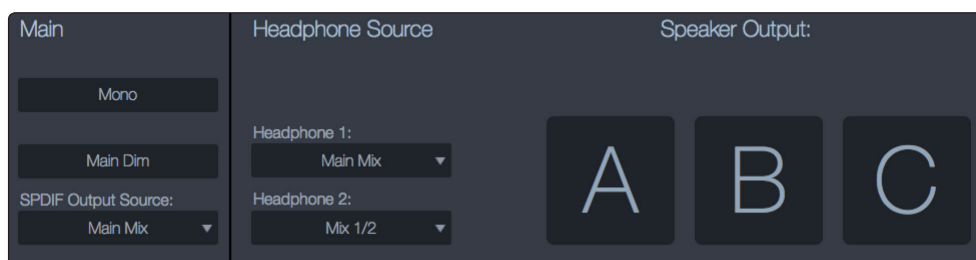 Main
Mono
Main Dim
SPDIF Output Source:
Main Mix
Headphone Source
Headphone 1:
Main Mix
Headphone 2:
Mix 1/2
Speaker Output:
A B C